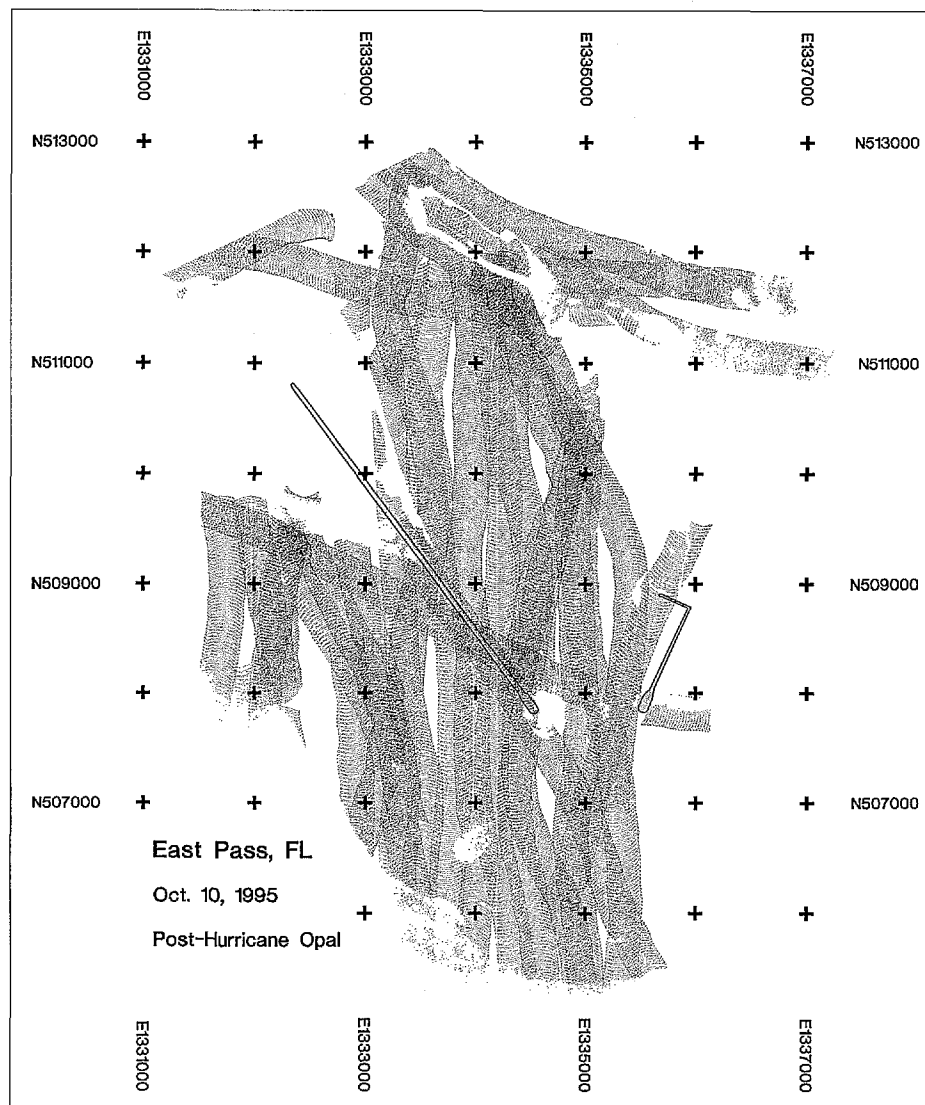 E1331000
E1333000
E1335000
E1337000
N513000
N513000
N511000
N511000
N509000
N509000
N507000
N507000
East Pass, FL
Oct. 10, 1995
Post-Hurricane Opal
E1331000
E1333000
E1335000
E1337000